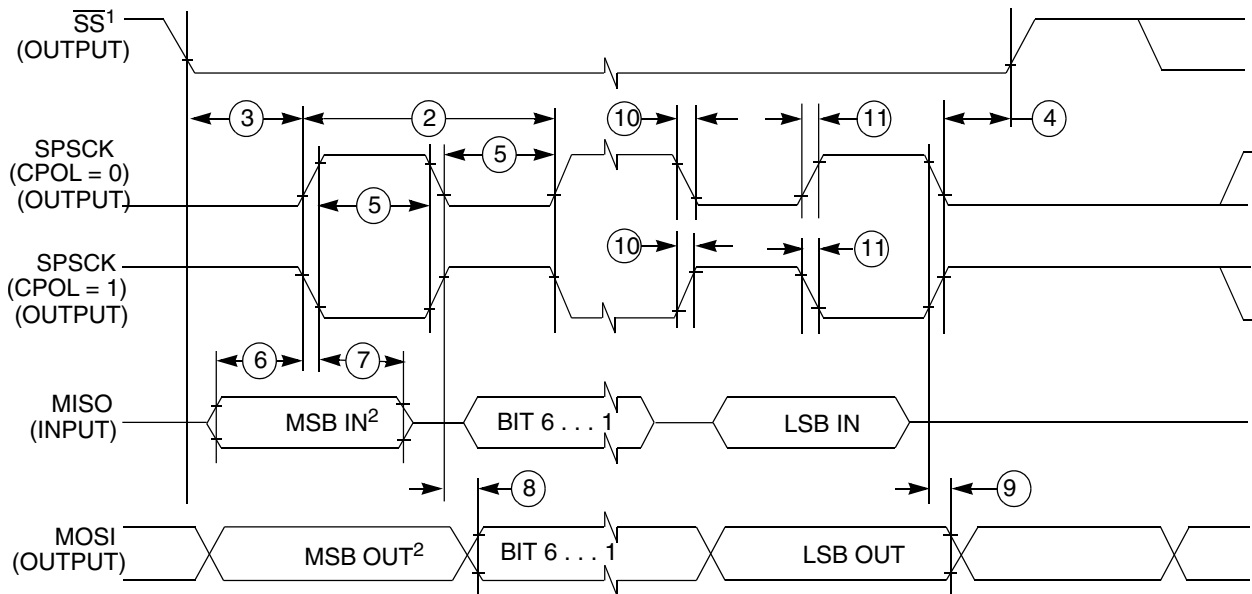 SS1
(OUTPUT)
3
2
10
11
4
SPSCK
(CPOL = 0)
(OUTPUT)
5
5
SPSCK
(CPOL = 1)
(OUTPUT)
10
11
6
7
MISO
(INPUT)
MSB IN2
BIT 6 . . . 1
LSB IN
8
9
MOSI
(OUTPUT)
MSB OUT2
BIT 6 . . . 1
LSB OUT